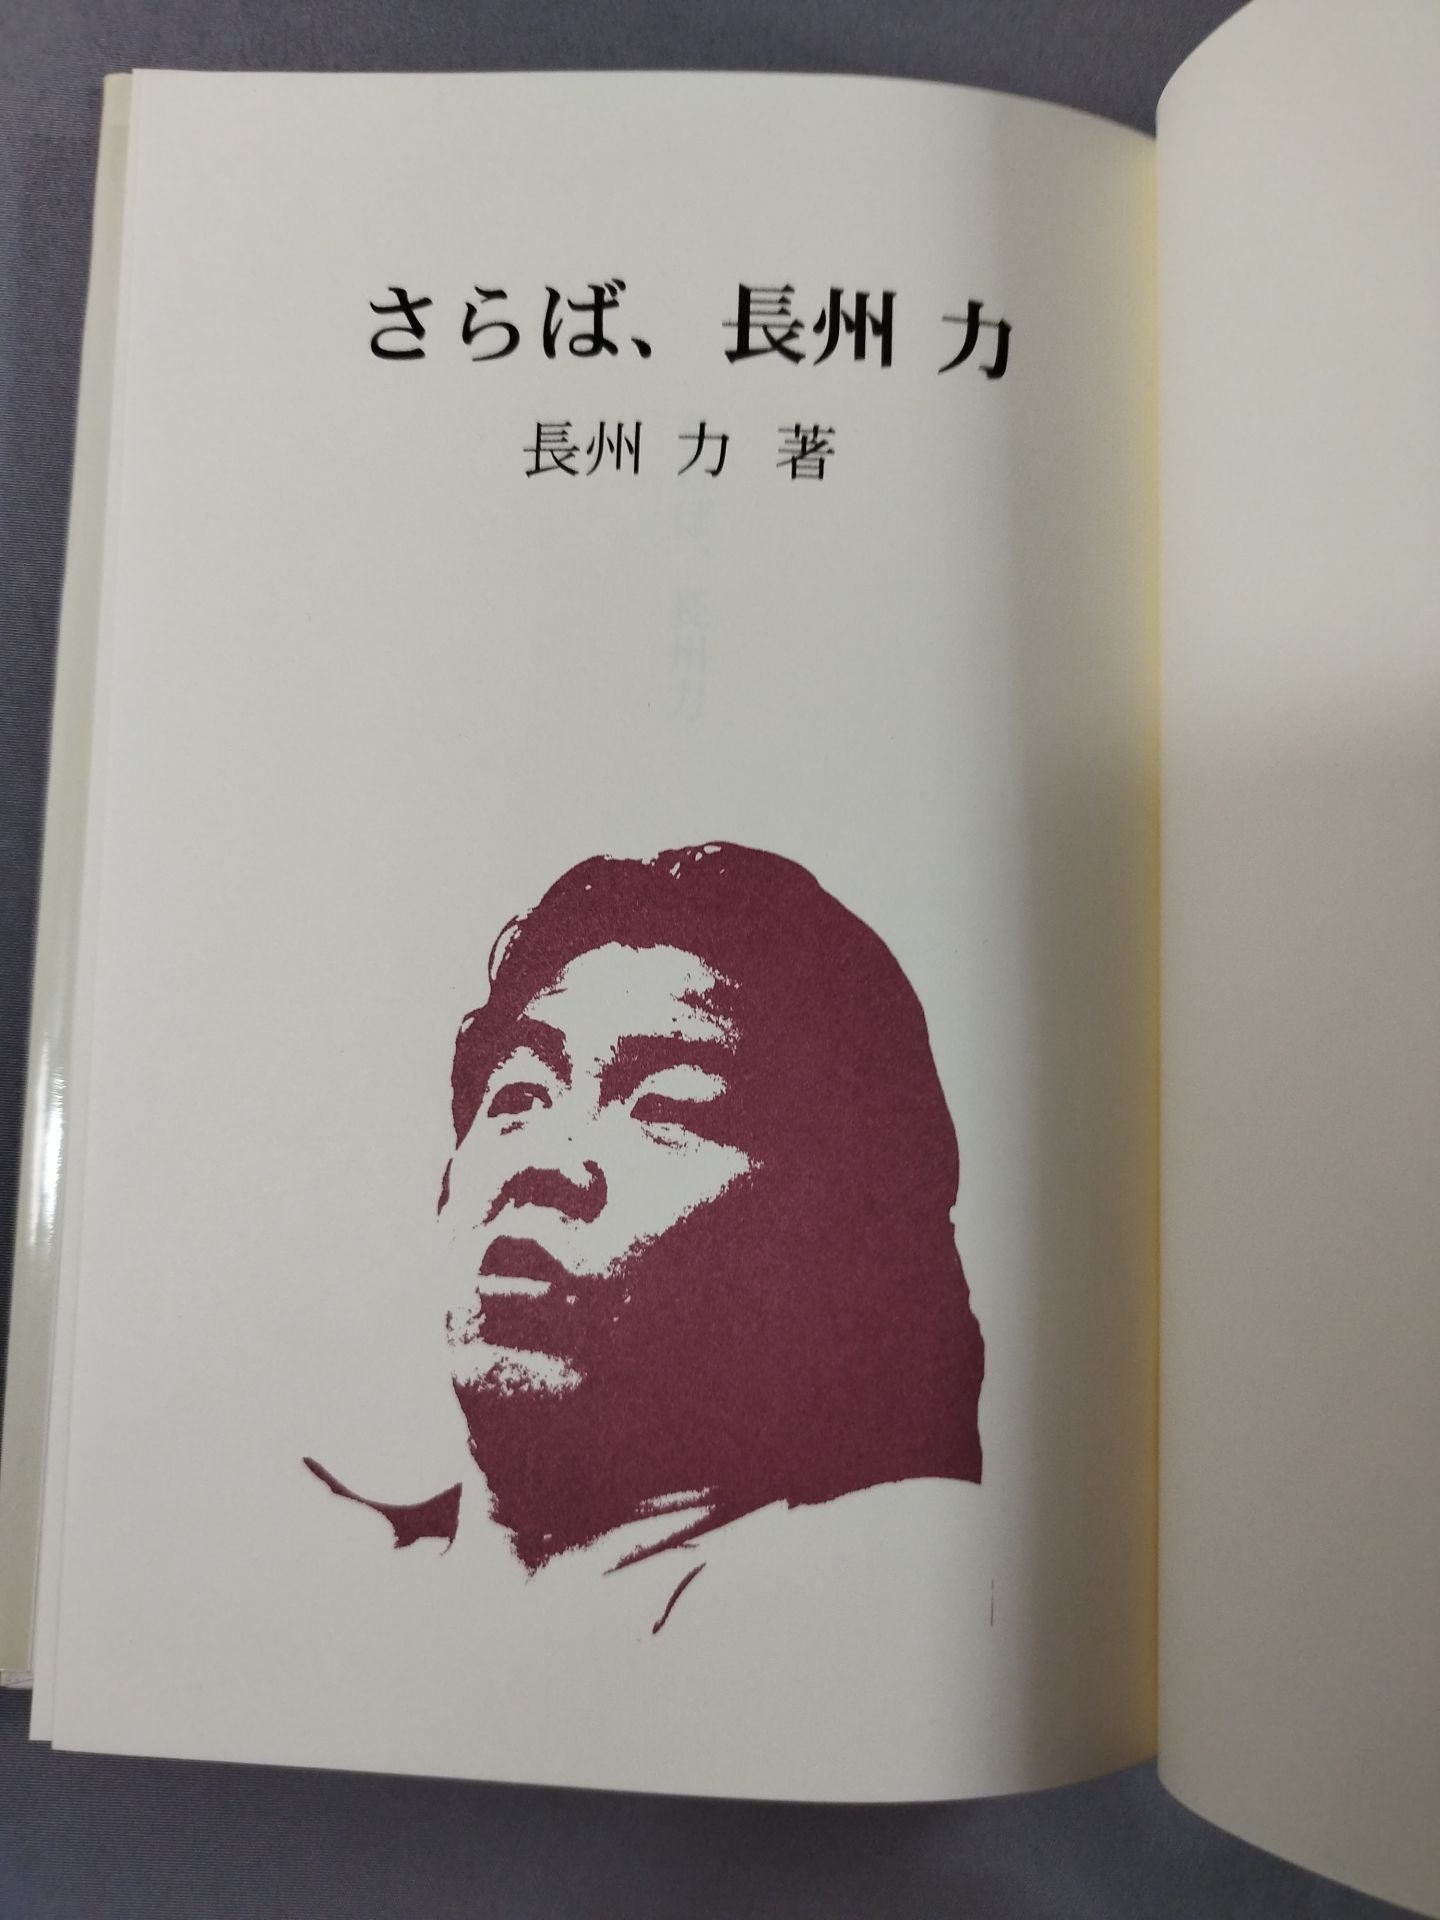 さらば、長州 力
長州 力 著